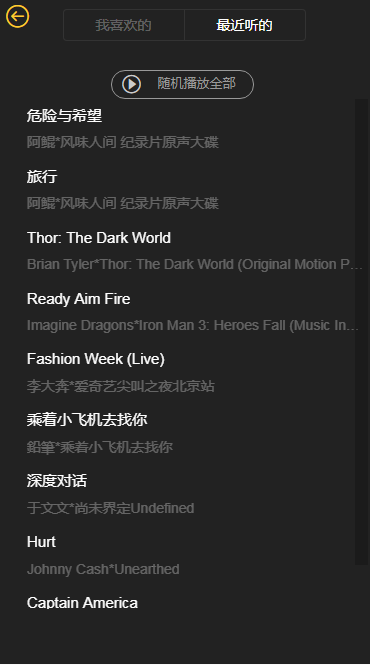 我喜欢的 最近听的
随机播放全部
危险与希望
阿鲲*风味人间 纪录片原声大碟
旅行
阿鲲*风味人间 纪录片原声大碟
Thor: The Dark World
Brian Tyler*Thor: The Dark World (Original Motion P...
Ready Aim Fire
Imagine Dragons*Iron Man 3: Heroes Fall (Music In...
Fashion Week (Live)
李大奔*爱奇艺尖叫之夜北京站
乘着小飞机去找你
鉛筆*乘着小飞机去找你
深度对话
于文文*尚未界定Undefined
Hurt
Johnny Cash*Unearthed
Captain America